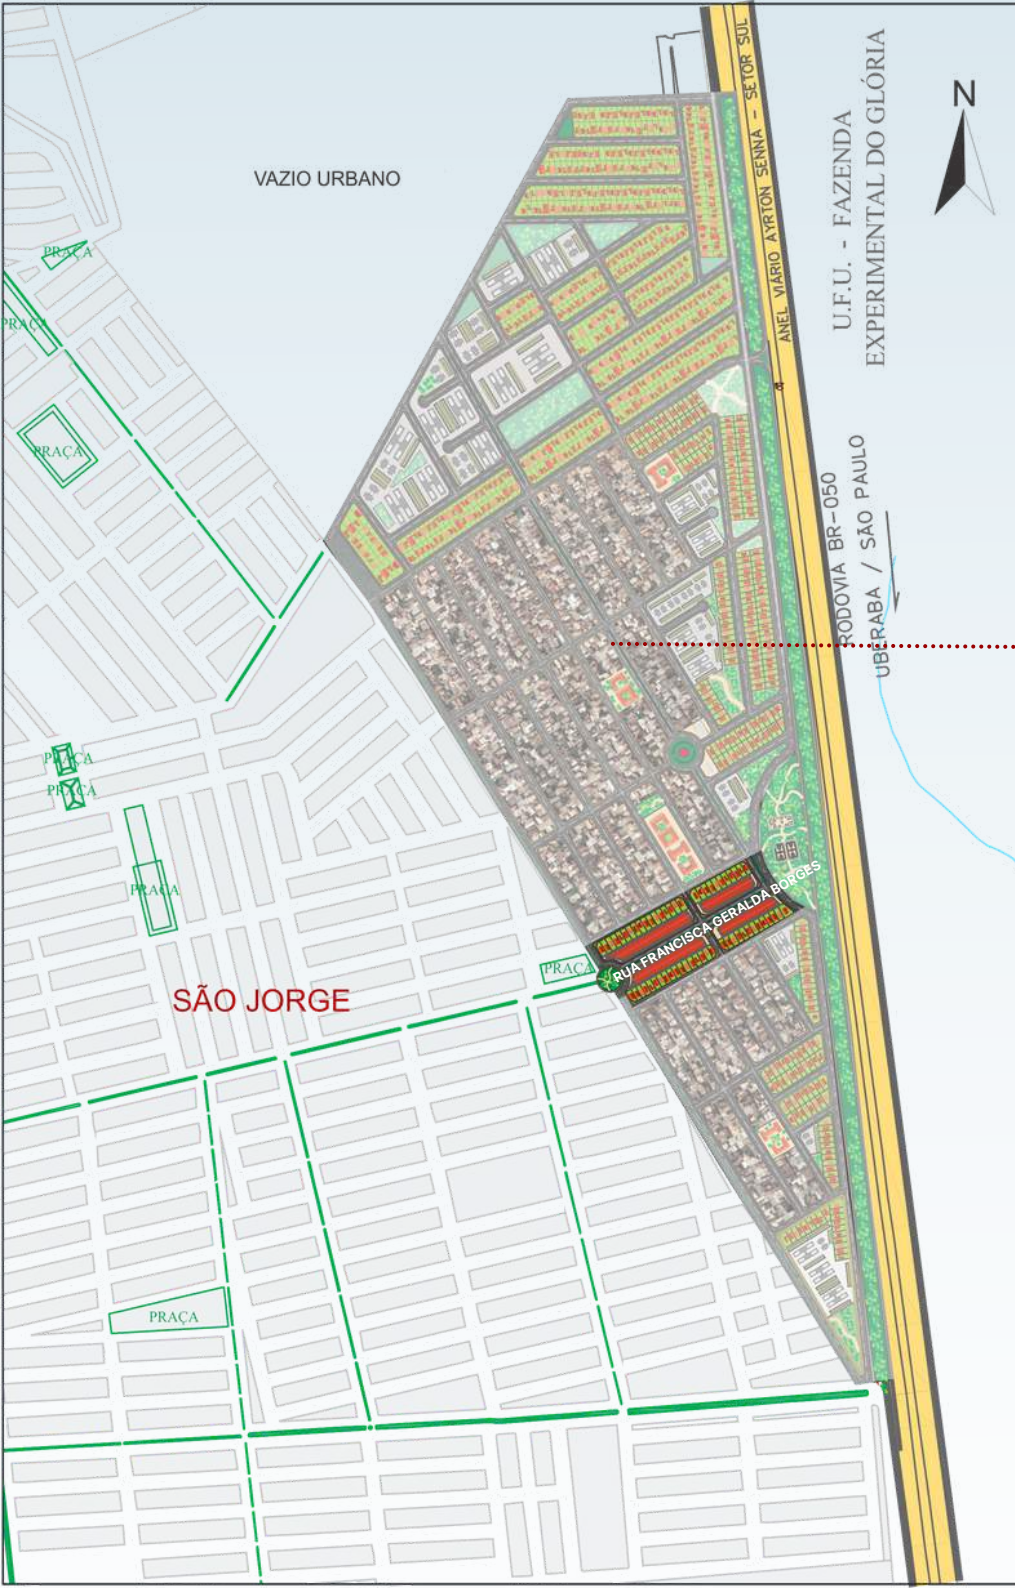 ANEL VIÁRIO AYRTON SENNA - SETOR SUL
U.F.U. - FAZENDA
EXPERIMENTAL DO GLÓRIA
N
VAZIO URBANO
PRAÇA
PRAÇA
PRAÇA
RODOVIA BR-050
UBERABA / SÃO PAULO
PRAÇA
PRAÇA
PRAÇA
RUA FRANCISCA GERALDA BORGES
PRAÇA
SÃO JORGE
PRAÇA